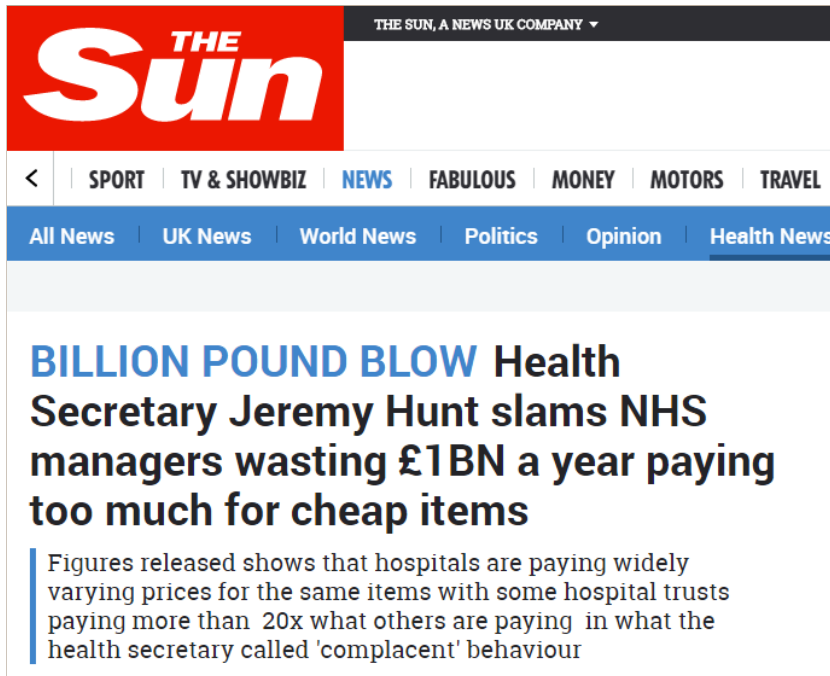 THE SUN, A NEWS UK COMPANY
THE
Sun
< SPORT TV & SHOWBIZ NEWS FABULOUS MONEY MOTORS TRAVEL
All News UK News World News Politics Opinion Health News
BILLION POUND BLOW Health
Secretary Jeremy Hunt slams NHS
managers wasting £1BN a year paying
too much for cheap items
Figures released shows that hospitals are paying widely
varying prices for the same items with some hospital trusts
paying more than 20x what others are paying in what the
health secretary called 'complacent' behaviour